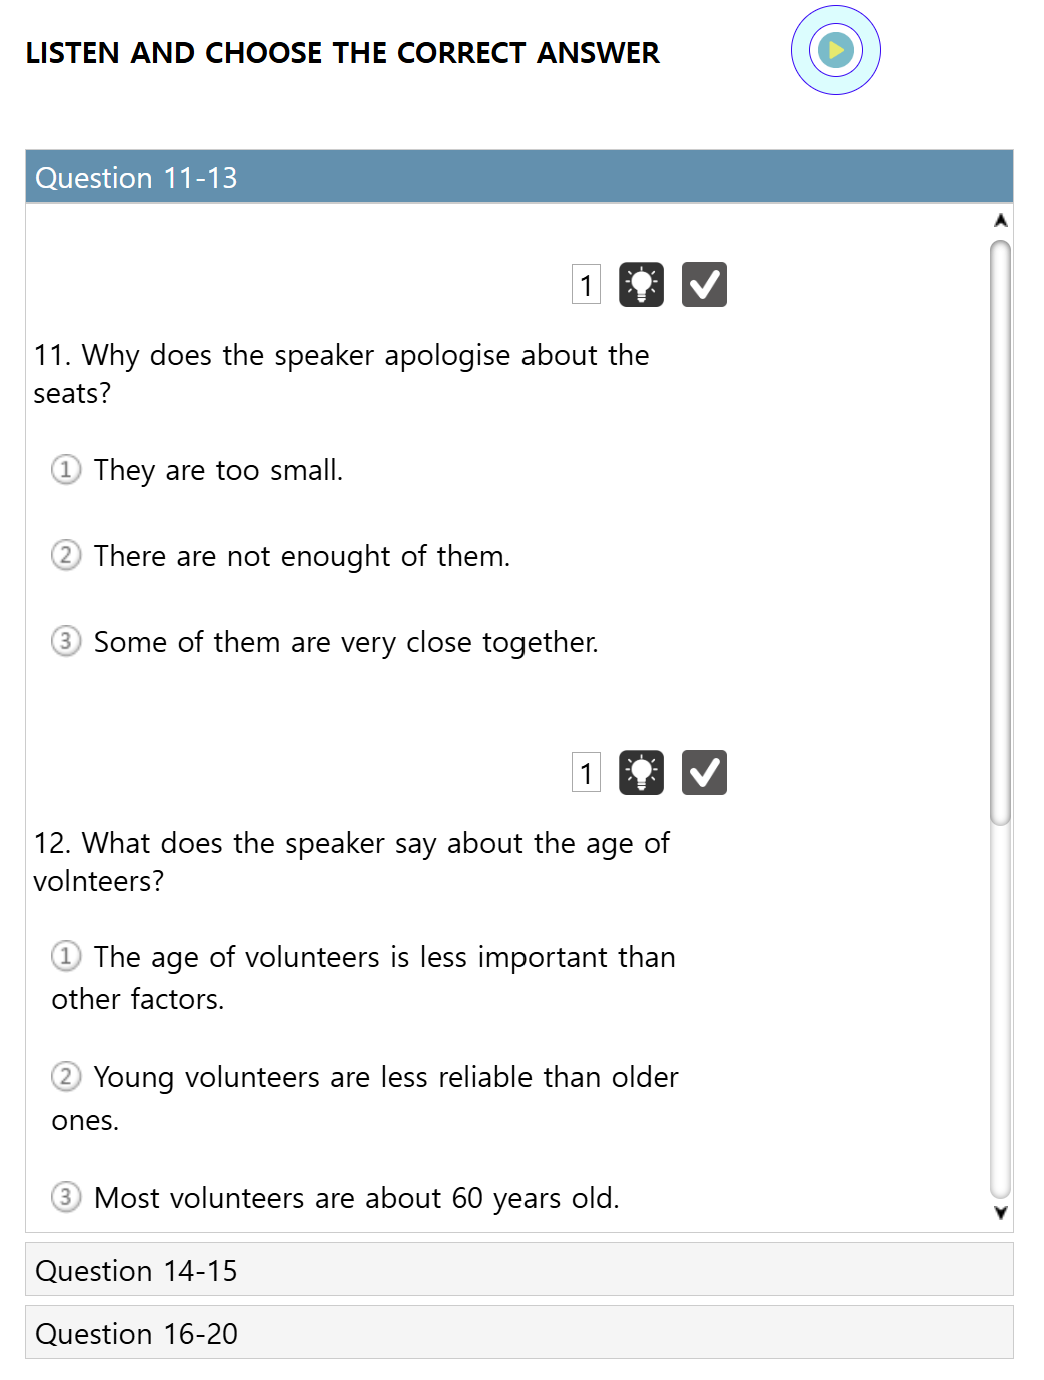 LISTEN AND CHOOSE THE CORRECT ANSWER
Question 11-13
1
11. Why does the speaker apologise about the
seats?
1 They are too small.
2 There are not enought of them.
3 Some of them are very close together.
1
12. What does the speaker say about the age of
volnteers?
1 The age of volunteers is less important than
other factors.
2 Young volunteers are less reliable than older
ones.
3 Most volunteers are about 60 years old.
Question 14-15
Question 16-20